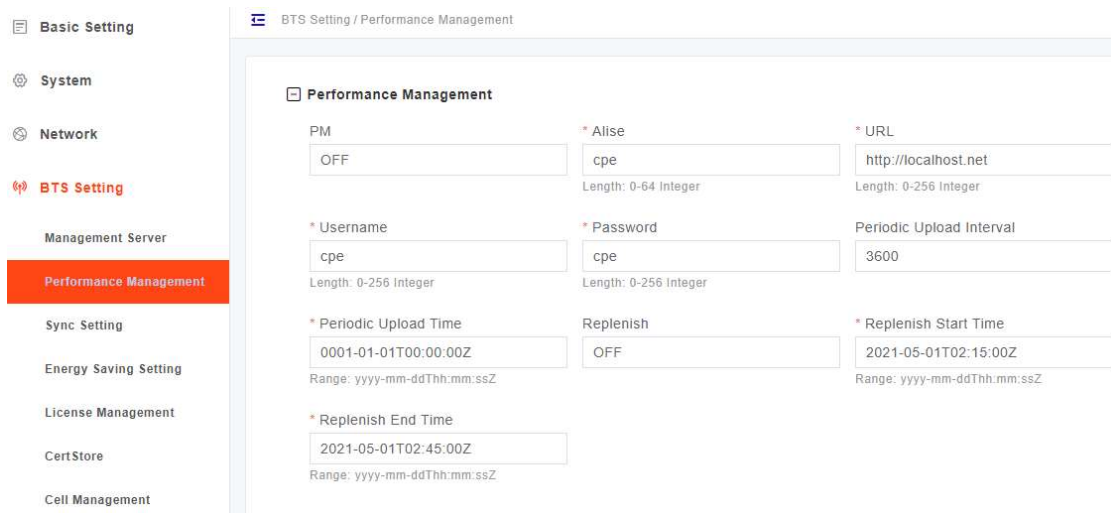 Basic Setting
System
Network
BTS Setting
Management Server
Performance Management
Sync Setting
Energy Saving Setting
License Management
CertStore
Cell Management
BTS Setting / Performance Management
Performance Management
PM * Alise * URL
OFF cpe http://localhost.net
Length: 0-64 Integer Length: 0-256 Integer
* Username * Password Periodic Upload Interval
cpe cpe 3600
Length: 0-256 Integer Length: 0-256 Integer
* Periodic Upload Time Replenish * Replenish Start Time
0001-01-01T00:00:00Z OFF 2021-05-01T02:15:00Z
Range: yyyy-mm-ddThh:mm:ssZ Range: yyyy-mm-ddThh:mm:ssZ
* Replenish End Time
2021-05-01T02:45:00Z
Range: yyyy-mm-ddThh:mm:ssZ